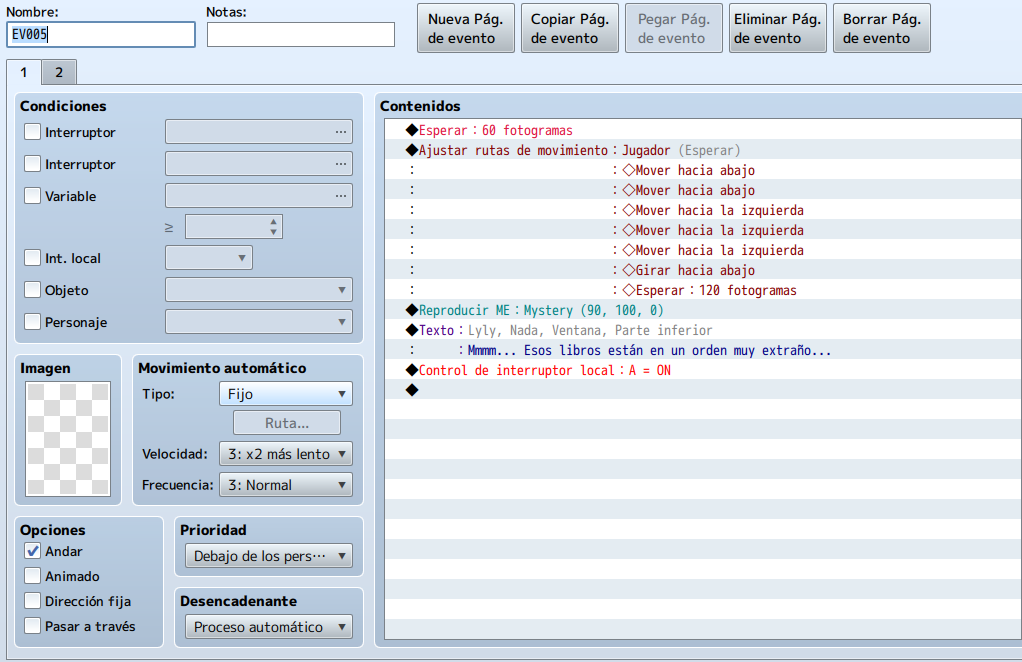 Nombre:
EV005
Notas:
Nueva Pág.
de evento
Copiar Pág.
de evento
Pegar Pág.
de evento
Eliminar Pág.
de evento
Borrar Pág.
de evento
1
2
Condiciones
Interruptor
...
Interruptor
...
Variable
...
≥
Int. local
Objeto
Personaje
Imagen
Movimiento automático
Tipo:
Fijo
Ruta...
Velocidad:
3: x2 más lento
Frecuencia:
3: Normal
Opciones
Andar
Animado
Dirección fija
Pasar a través
Prioridad
Debajo de los pers···
Desencadenante
Proceso automático
Contenidos
◆Esperar：60 fotogramas
◆Ajustar rutas de movimiento：Jugador (Esperar)
：　：◇Mover hacia abajo
：　：◇Mover hacia abajo
：　：◇Mover hacia la izquierda
：　：◇Mover hacia la izquierda
：　：◇Mover hacia la izquierda
：　：◇Girar hacia abajo
：　：◇Esperar：120 fotogramas
◆Reproducir ME：Mystery (90, 100, 0)
◆Texto：Lyly, Nada, Ventana, Parte inferior
：　：Mmmm... Esos libros están en un orden muy extraño...
◆Control de interruptor local：A = ON
◆